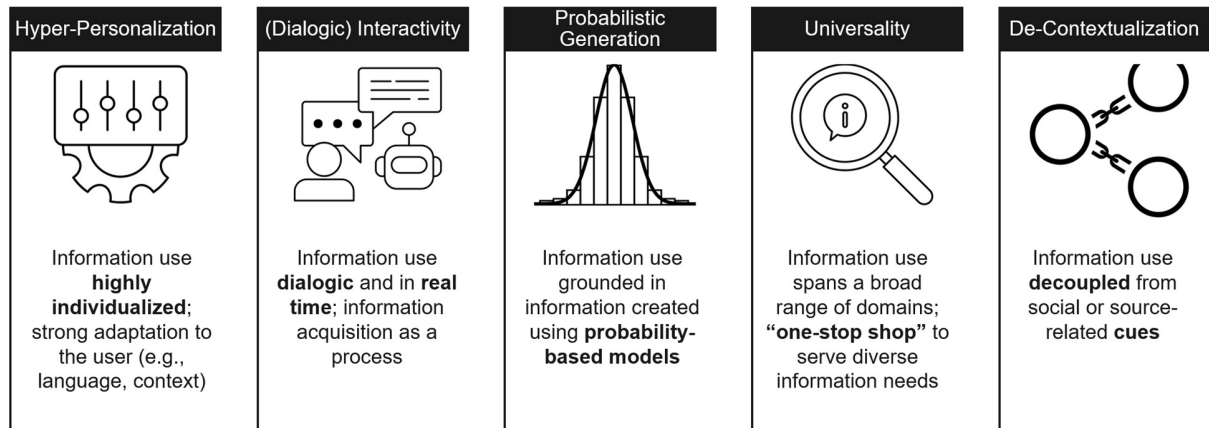 Hyper-Personalization
Information use
highly
individualized;
strong adaptation to
the user (e.g.,
language, context)
(Dialogic) Interactivity
Information use
dialogic and in real
time; information
acquisition as a
process
Probabilistic
Generation
Information use
grounded in
information created
using probability-
based models
Universality
i
Information use
spans a broad
range of domains;
“one-stop shop” to
serve diverse
information needs
De-Contextualization
Information use
decoupled from
social or source-
related cues